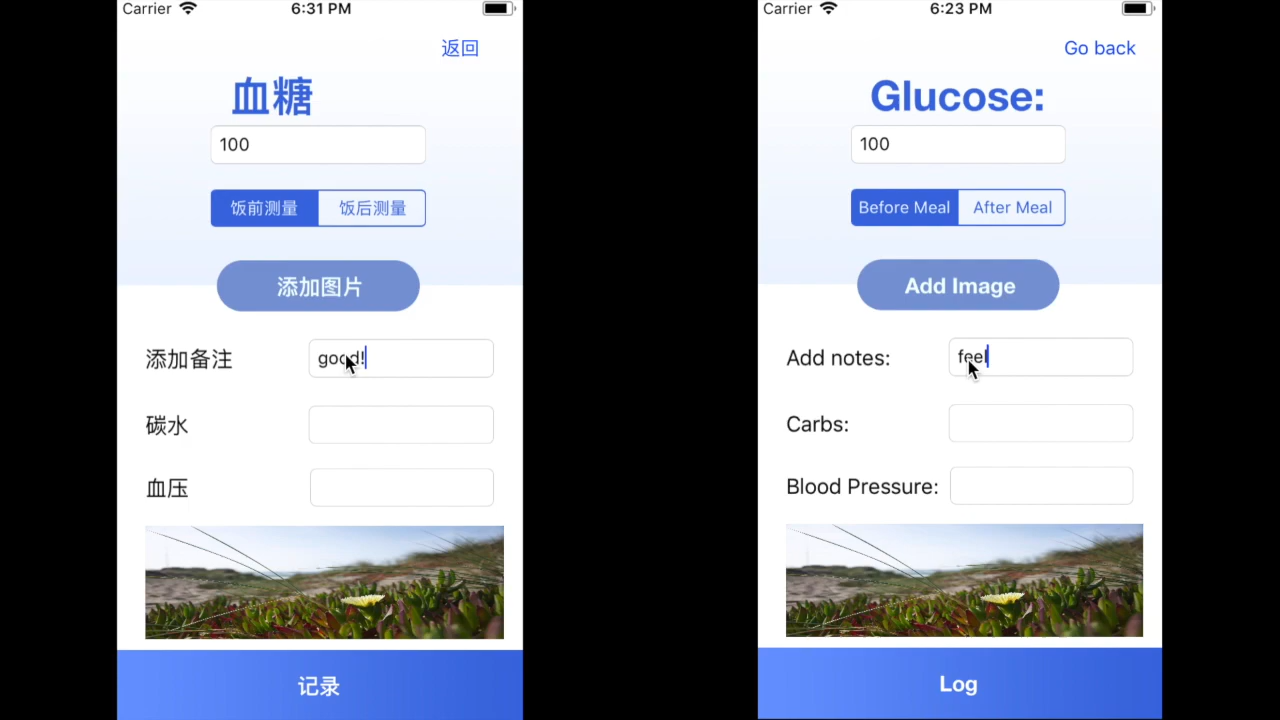 Carrier 6:31 PM
返回
血糖
100
饭前测量 饭后测量
添加图片
添加备注 good!
碳水
血压
记录
Carrier 6:23 PM
Go back
Glucose:
100
Before Meal After Meal
Add Image
Add notes: feel
Carbs:
Blood Pressure:
Log